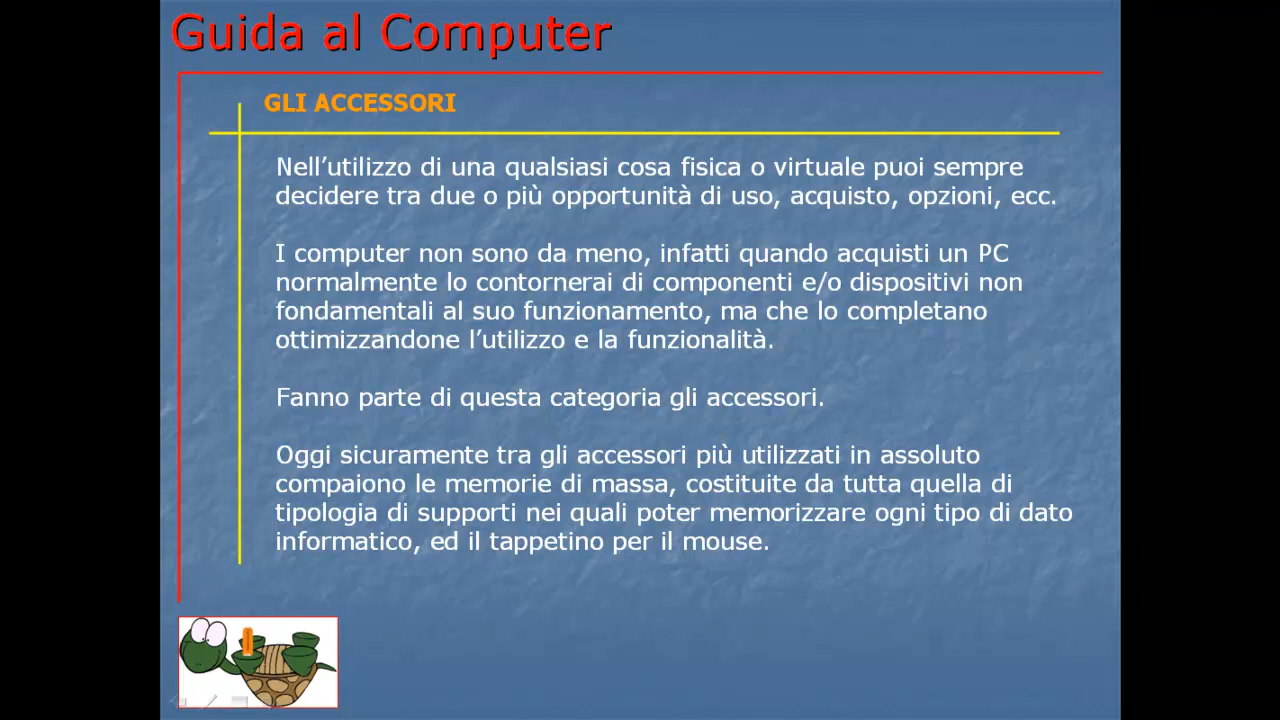 Guida al Computer
GLI ACCESSORI
Nell’utilizzo di una qualsiasi cosa fisica o virtuale puoi sempre
decidere tra due o più opportunità di uso, acquisto, opzioni, ecc.
I computer non sono da meno, infatti quando acquisti un PC
normalmente lo contornerai di componenti e/o dispositivi non
fondamentali al suo funzionamento, ma che lo completano
ottimizzandone l’utilizzo e la funzionalità.
Fanno parte di questa categoria gli accessori.
Oggi sicuramente tra gli accessori più utilizzati in assoluto
compaiono le memorie di massa, costituite da tutta quella di
tipologia di supporti nei quali poter memorizzare ogni tipo di dato
informatico, ed il tappetino per il mouse.